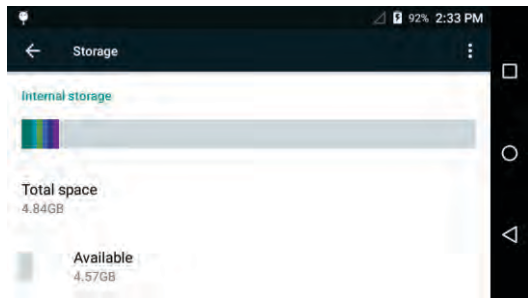 92% 2:33 PM
Storage
Internal storage
Total space
4.84GB
Available
4.57GB